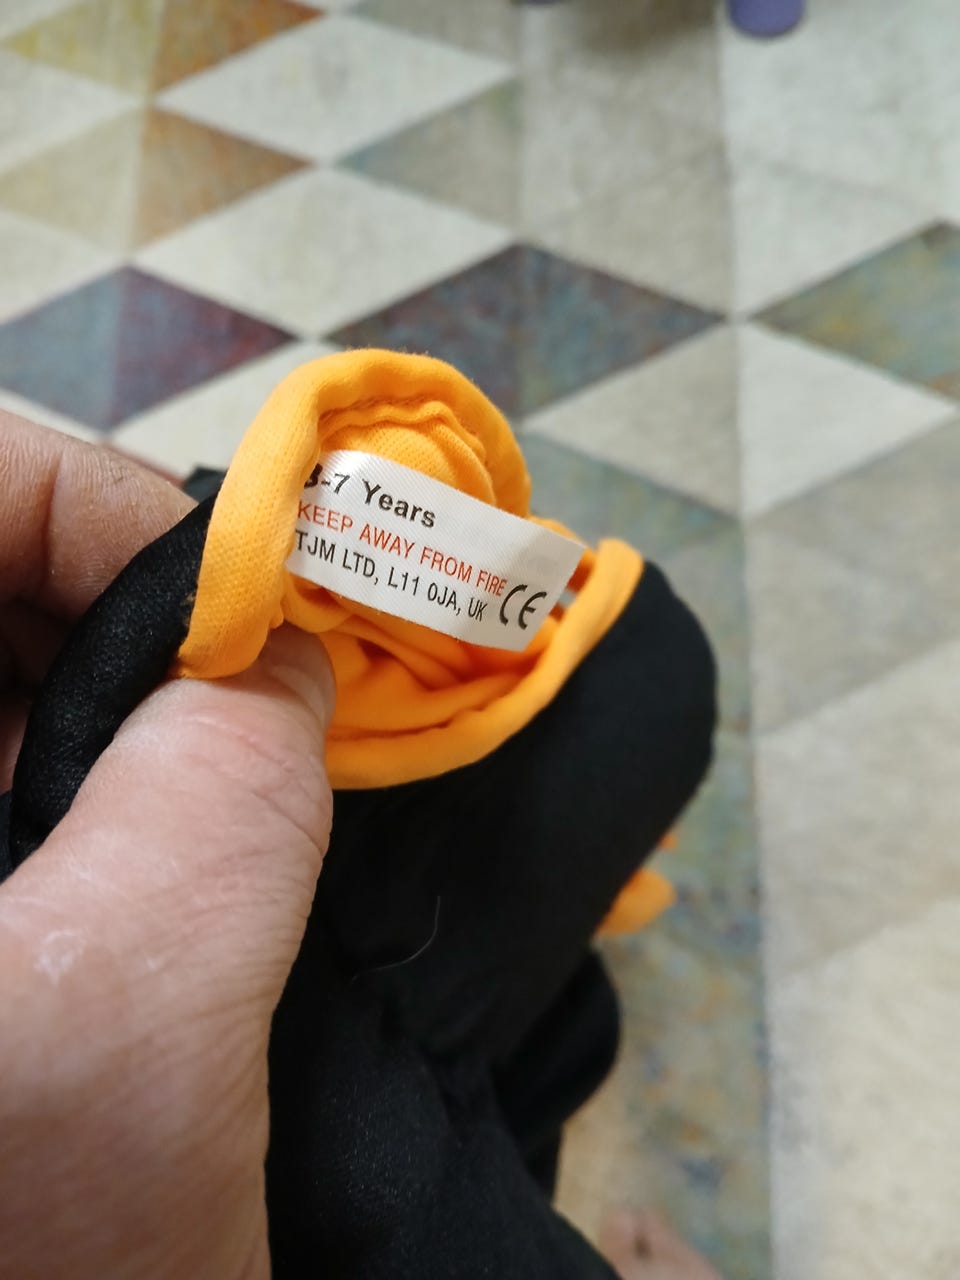 3-7 Years
KEEP AWAY FROM FIRE
TJM LTD, L11 0JA, UK CE